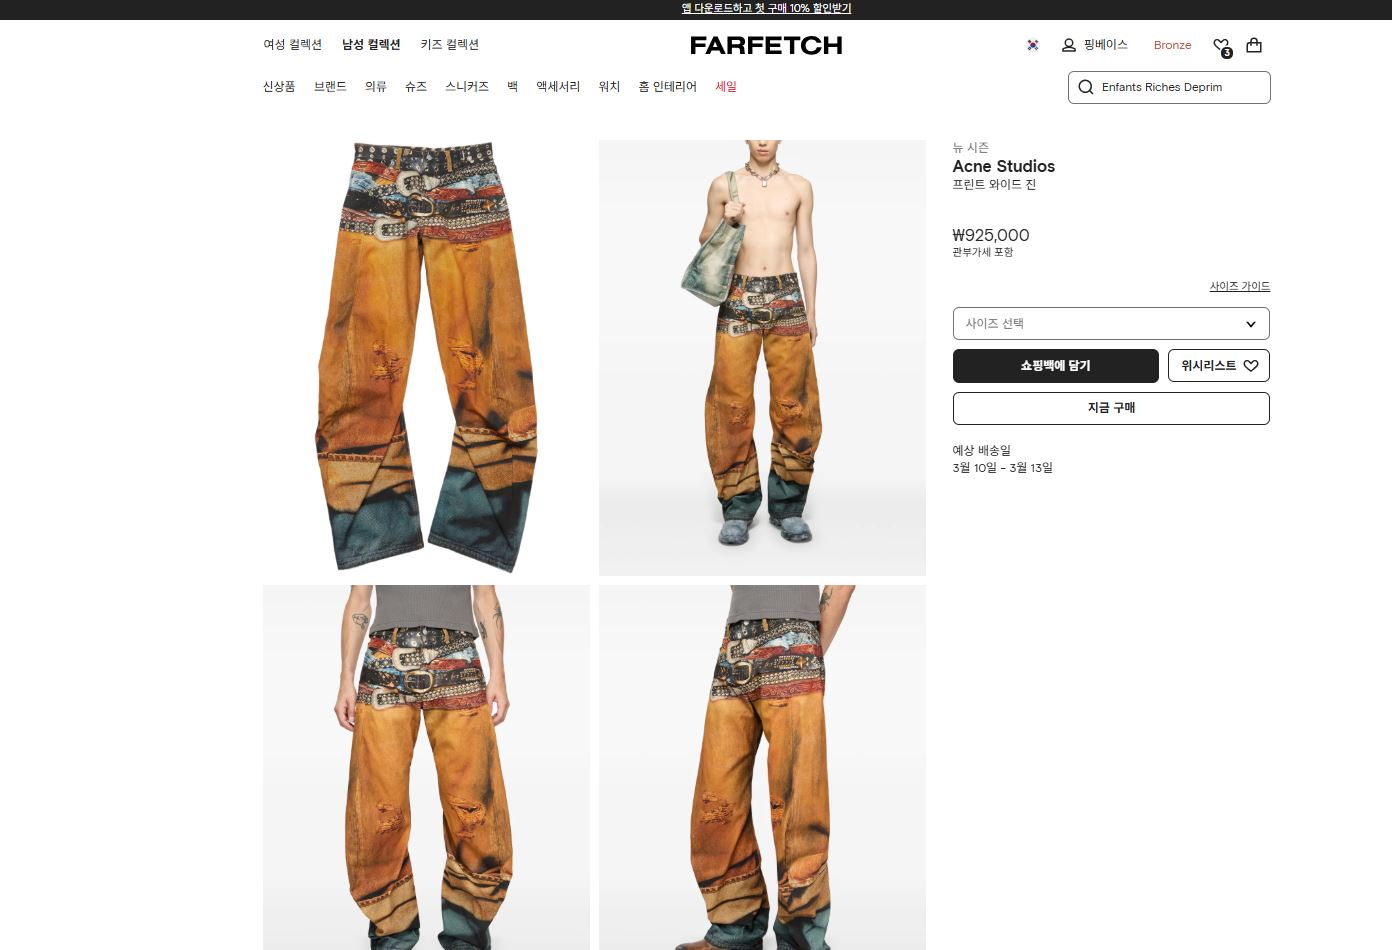 앱 다운로드하고 첫 구매 10% 할인받기
여성 컬렉션 남성 컬렉션 키즈 컬렉션
FARFETCH
핑베이스 Bronze 3
신상품 브랜드 의류 슈즈 스니커즈 백 액세서리 워치 홈 인테리어 세일
Enfants Riches Deprim
뉴 시즌
Acne Studios
프린트 와이드 진
₩925,000
관부가세 포함
사이즈 가이드
사이즈 선택
쇼핑백에 담기
위시리스트
지금 구매
예상 배송일
3월 10일 - 3월 13일